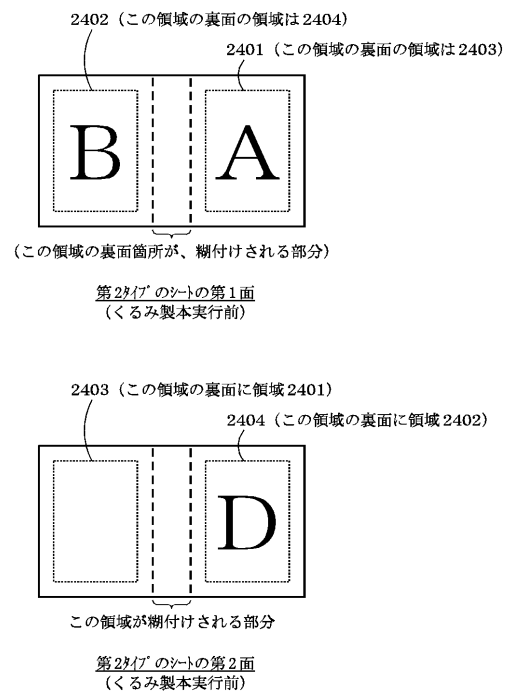 2402（この領域の裏面の領域は2404）
2401（この領域の裏面の領域は2403）
B
A
（この領域の裏面箇所が、糊付けされる部分）
第2ﾀｲﾌﾟのｼｰﾄの第1面
（くるみ製本実行前）
2403（この領域の裏面に領域2401）
2404（この領域の裏面に領域2402）
D
この領域が糊付けされる部分
第2ﾀｲﾌﾟのｼｰﾄの第2面
（くるみ製本実行前）